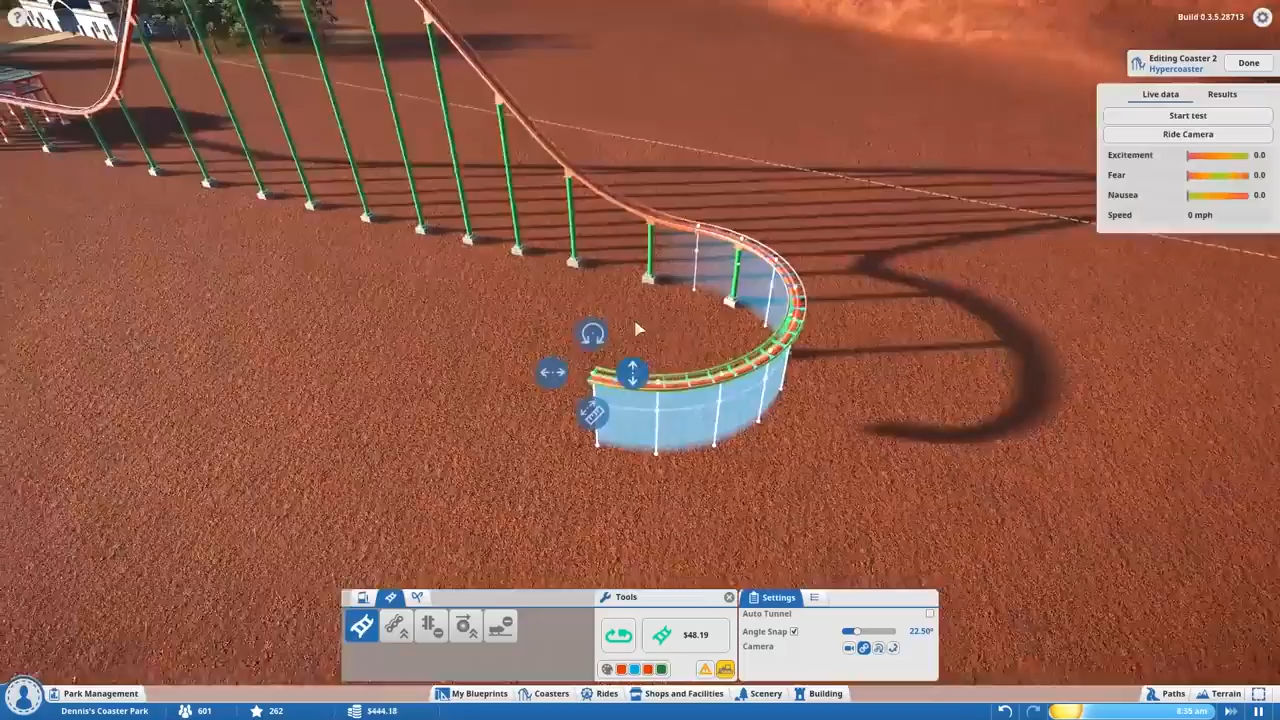 ?
Build 0.3.5.28713
Editing Coaster 2
Hypercoaster
Done
Live data
Results
Start test
Ride Camera
Excitement 0.0
Fear 0.0
Nausea 0.0
Speed 0 mph
Tools
$48.19
Settings
Auto Tunnel
Angle Snap 22.50°
Camera
Park Management
My Blueprints
Coasters
Rides
Shops and Facilities
Scenery
Building
Paths
Terrain
Dennis's Coaster Park
601
262
$444.18
8:35 am